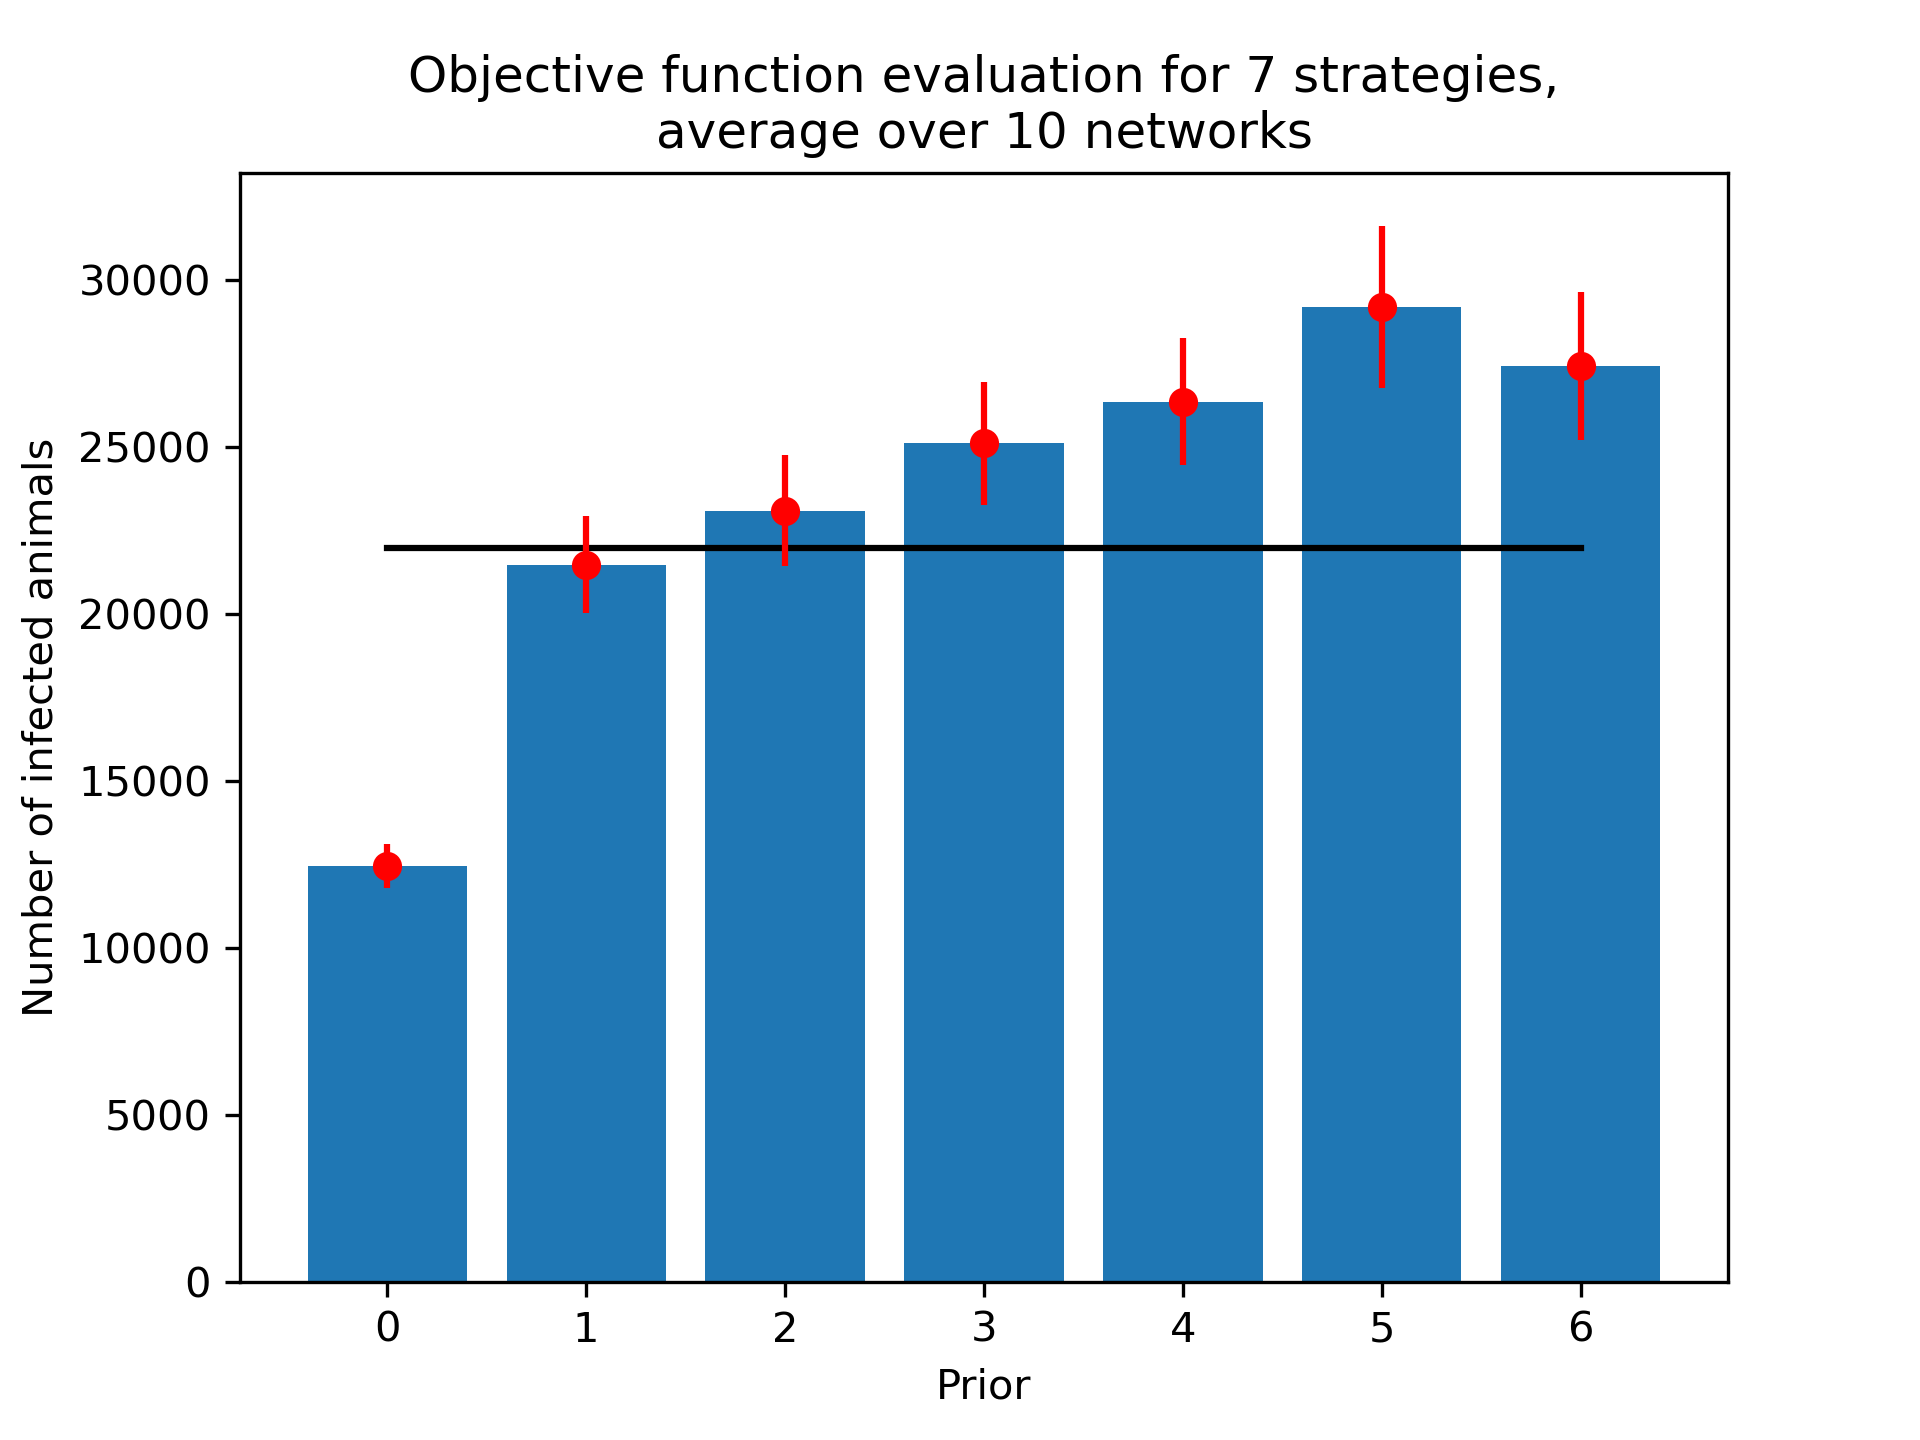 Objective function evaluation for 7 strategies,
average over 10 networks
30000
25000
20000
15000
10000
5000
0
Number of infected animals
0 1 2 3 4 5 6
Prior